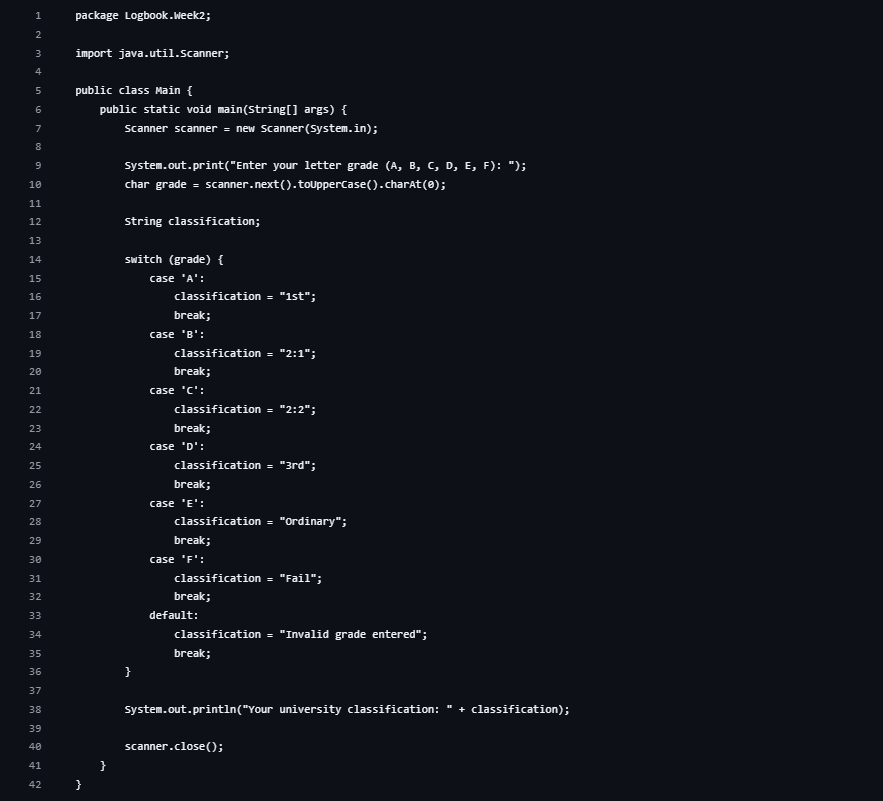 1 package Logbook.Week2;
2
3 import java.util.Scanner;
4
5 public class Main {
6     public static void main(String[] args) {
7         Scanner scanner = new Scanner(System.in);
8
9         System.out.print("Enter your letter grade (A, B, C, D, E, F): ");
10         char grade = scanner.next().toUpperCase().charAt(0);
11
12         String classification;
13
14         switch (grade) {
15             case 'A':
16                 classification = "1st";
17                 break;
18             case 'B':
19                 classification = "2:1";
20                 break;
21             case 'C':
22                 classification = "2:2";
23                 break;
24             case 'D':
25                 classification = "3rd";
26                 break;
27             case 'E':
28                 classification = "Ordinary";
29                 break;
30             case 'F':
31                 classification = "Fail";
32                 break;
33             default:
34                 classification = "Invalid grade entered";
35                 break;
36         }
37
38         System.out.println("Your university classification: " + classification);
39
40         scanner.close();
41     }
42 }